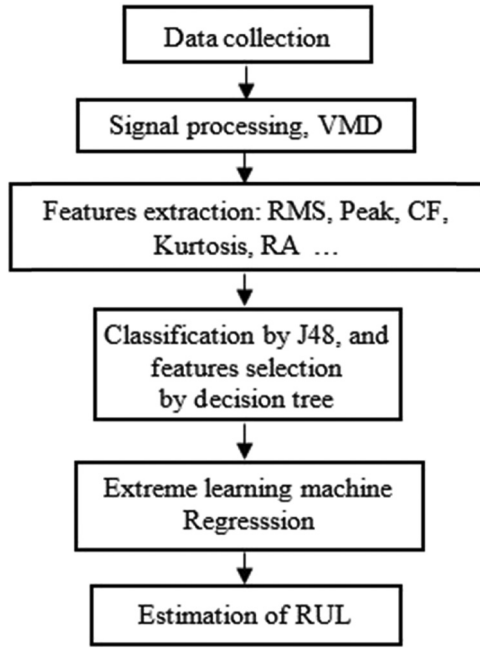 Data collection
Signal processing, VMD
Features extraction: RMS, Peak, CF,
Kurtosis, RA ...
Classification by J48, and
features selection
by decision tree
Extreme learning machine
Regresssion
Estimation of RUL